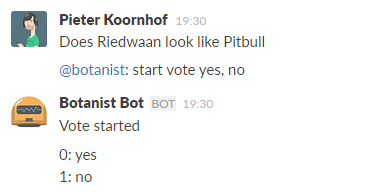 Pieter Koornhof 19:30
Does Riedwaan look like Pitbull
@botanist: start vote yes, no
Botanist Bot BOT 19:30
Vote started
0: yes
1: no